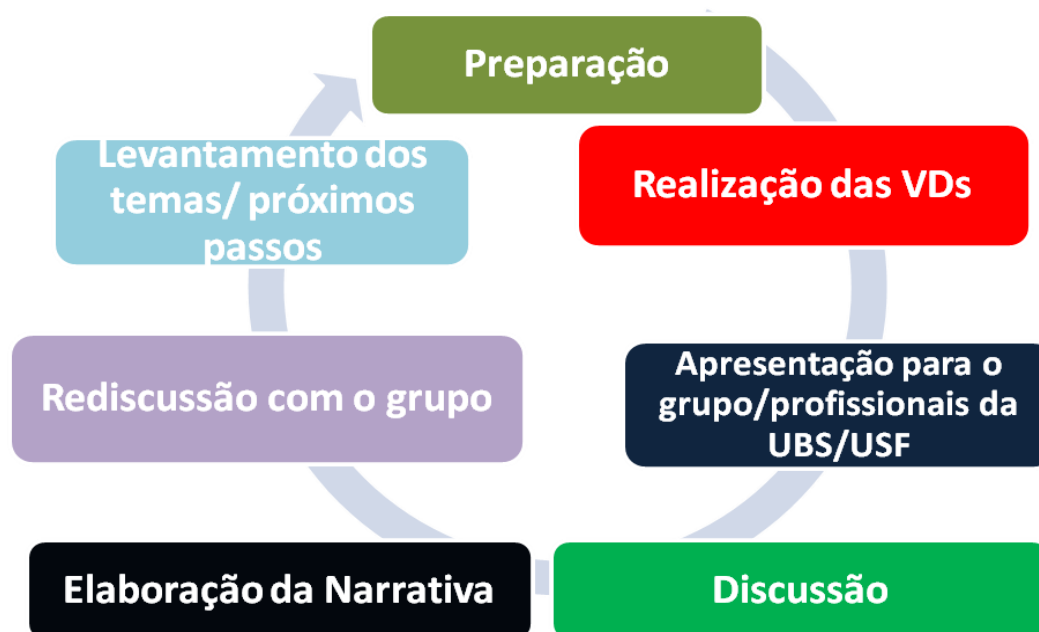 Preparação
Realização das VDs
Apresentação para o
grupo/profissionais da
UBS/USF
Discussão
Elaboração da Narrativa
Rediscussão com o grupo
Levantamento dos
temas/ próximos
passos